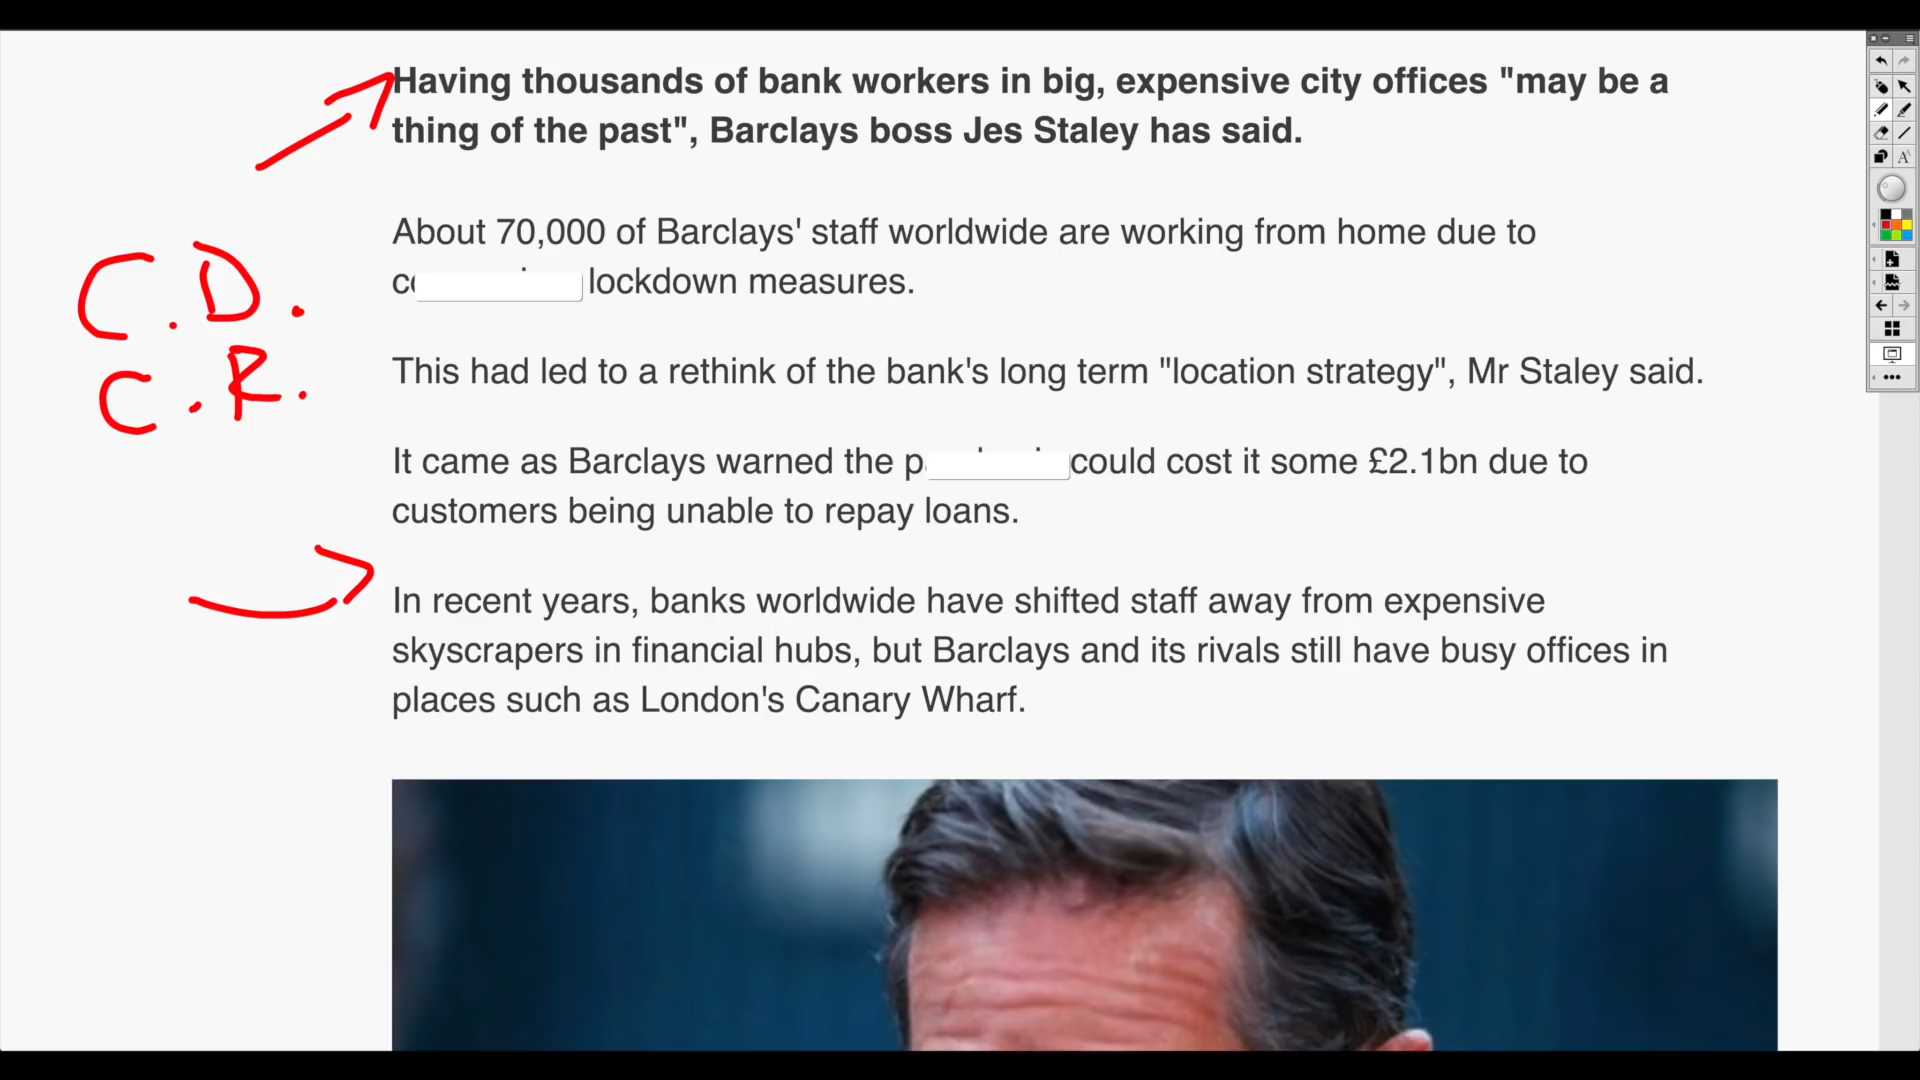 Having thousands of bank workers in big, expensive city offices "may be a
thing of the past", Barclays boss Jes Staley has said.
About 70,000 of Barclays' staff worldwide are working from home due to
lockdown measures.
C.D.
C.R.
This had led to a rethink of the bank's long term "location strategy", Mr Staley said.
It came as Barclays warned the could cost it some £2.1bn due to
customers being unable to repay loans.
In recent years, banks worldwide have shifted staff away from expensive
skyscrapers in financial hubs, but Barclays and its rivals still have busy offices in
places such as London's Canary Wharf.